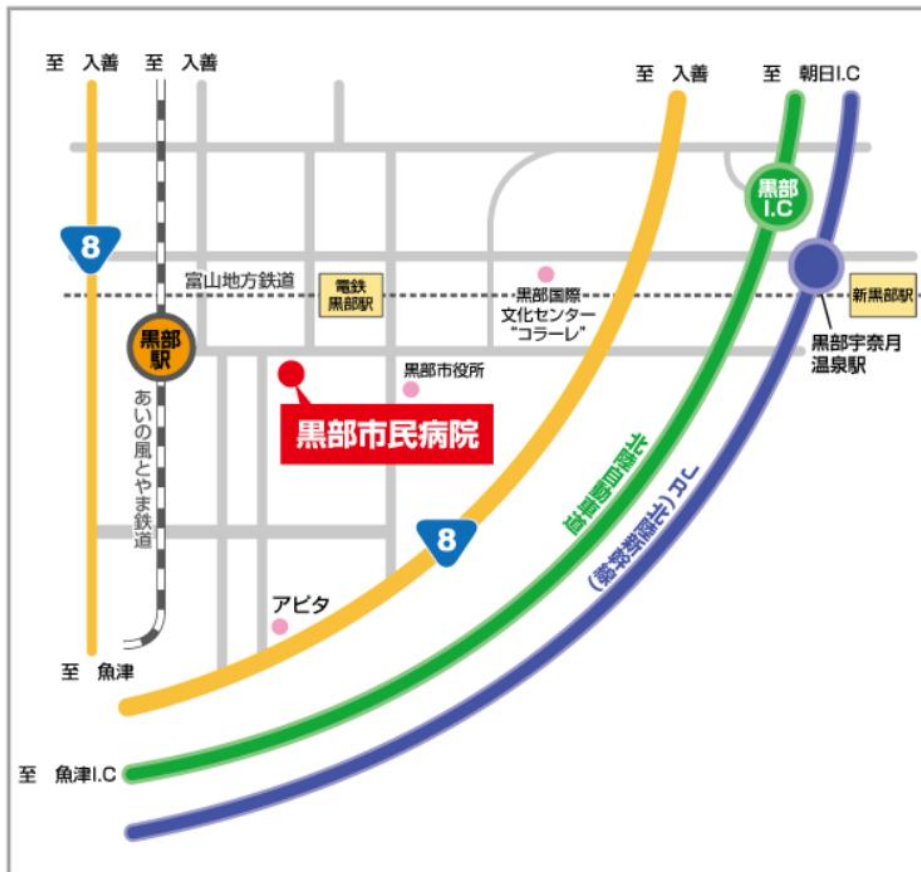 至 入善
至 入善
至 入善
至 朝日I.C
黒部
I.C
8
富山地方鉄道
電鉄
黒部駅
黒部国際
文化センター
“コラーレ”
新黒部駅
黒部宇奈月
温泉駅
黒部
駅
黒部市役所
黒部市民病院
あいの風とやま鉄道
北陸自動車道
JR(北陸新幹線)
8
アピタ
至 魚津
至 魚津I.C